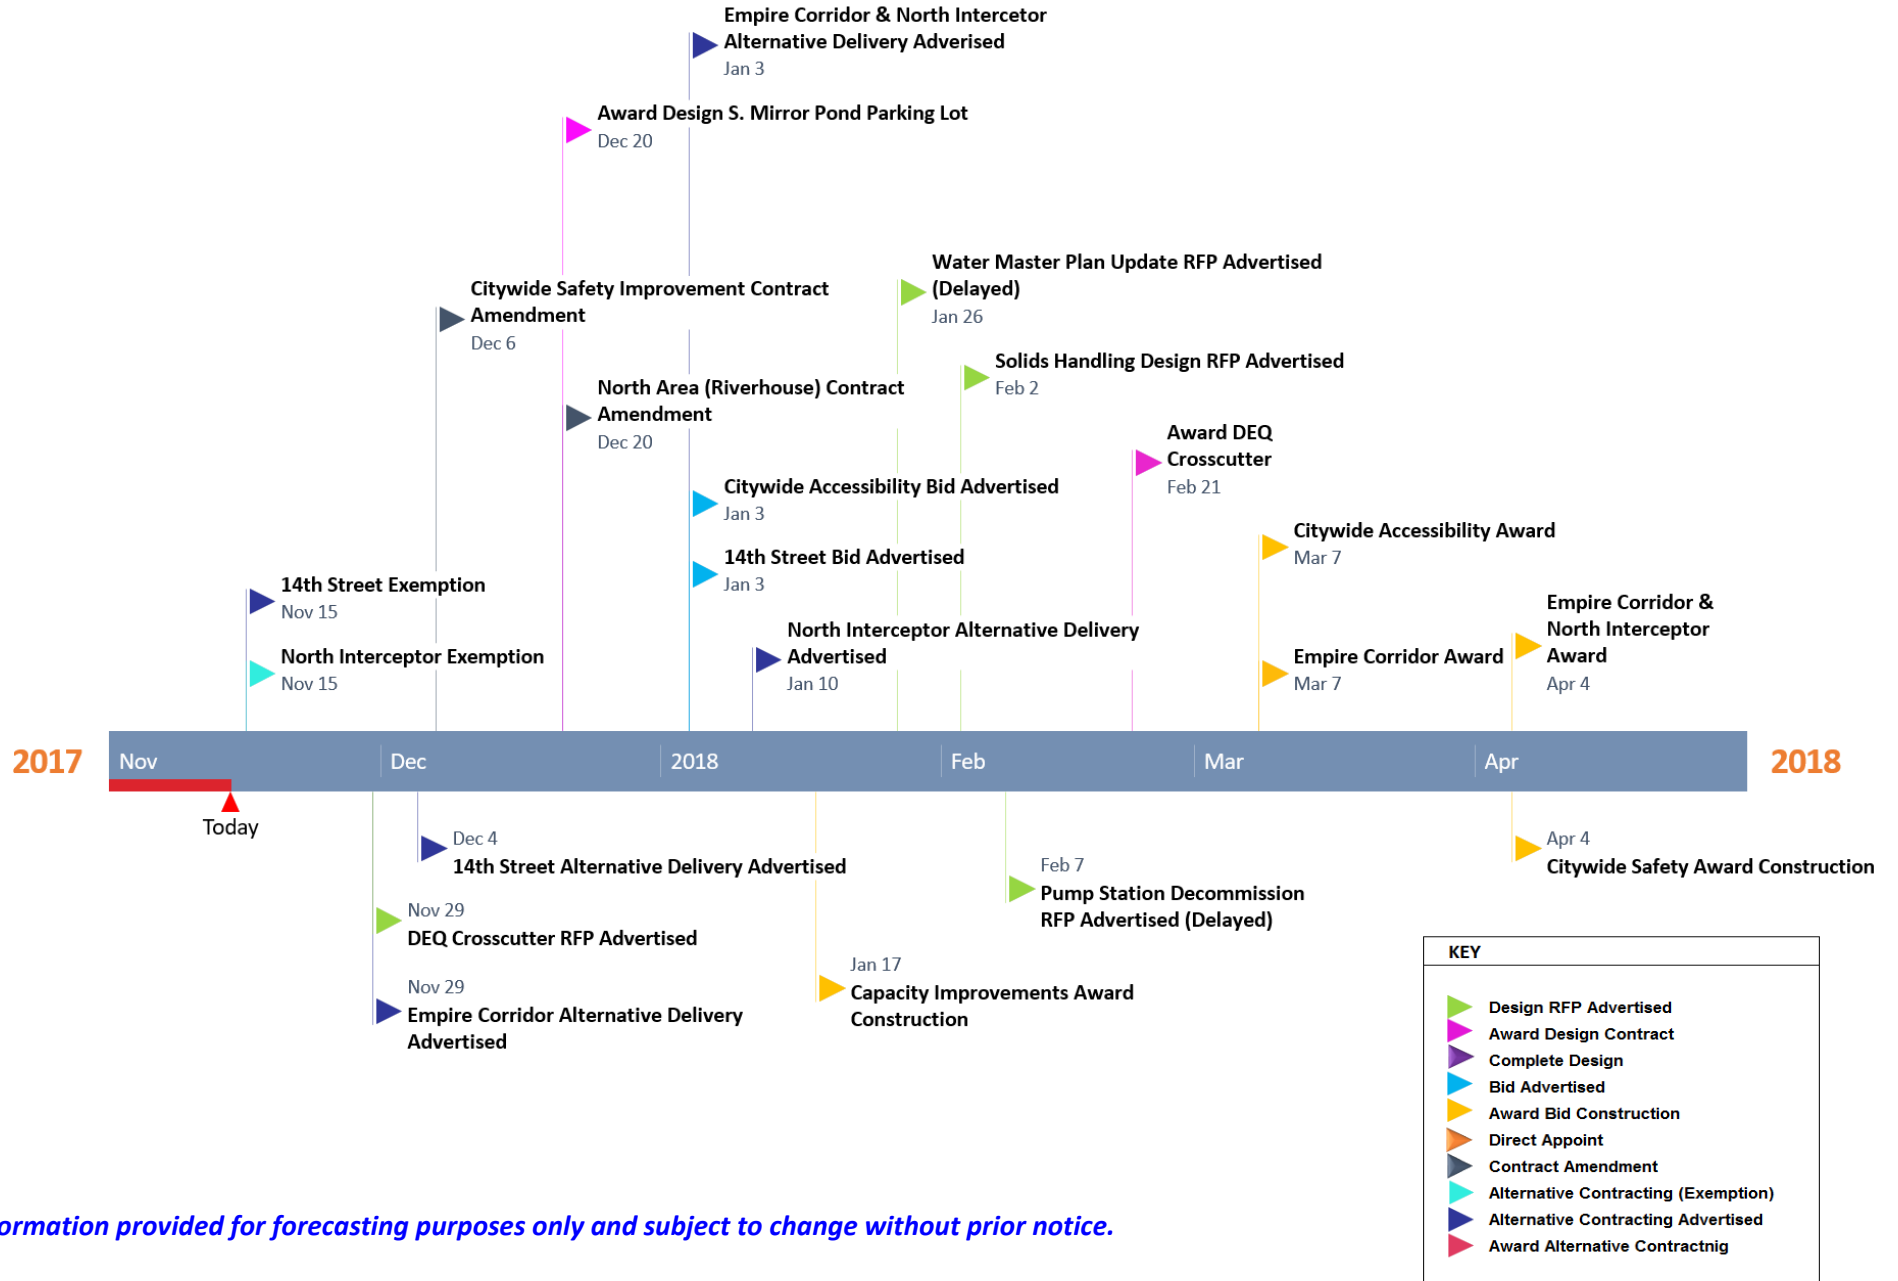 Empire Corridor & North Intercetor
Alternative Delivery Adverised
Jan 3
Award Design S. Mirror Pond Parking Lot
Dec 20
Water Master Plan Update RFP Advertised
(Delayed)
Jan 26
Citywide Safety Improvement Contract
Amendment
Dec 6
Solids Handling Design RFP Advertised
Feb 2
North Area (Riverhouse) Contract
Amendment
Dec 20
Award DEQ
Crosscutter
Feb 21
Citywide Accessibility Bid Advertised
Jan 3
Citywide Accessibility Award
Mar 7
14th Street Bid Advertised
Jan 3
14th Street Exemption
Nov 15
Empire Corridor &
North Interceptor
Award
Apr 4
North Interceptor Alternative Delivery
Advertised
Jan 10
North Interceptor Exemption
Nov 15
Empire Corridor Award
Mar 7
2017
Nov
Dec
2018
Feb
Mar
Apr
2018
Today
Dec 4
14th Street Alternative Delivery Advertised
Apr 4
Citywide Safety Award Construction
Feb 7
Pump Station Decommission
RFP Advertised (Delayed)
Nov 29
DEQ Crosscutter RFP Advertised
Jan 17
Capacity Improvements Award
Construction
Nov 29
Empire Corridor Alternative Delivery
Advertised
KEY
Design RFP Advertised
Award Design Contract
Complete Design
Bid Advertised
Award Bid Construction
Direct Appoint
Contract Amendment
Alternative Contracting (Exemption)
Alternative Contracting Advertised
Award Alternative Contractnig
ormation provided for forecasting purposes only and subject to change without prior notice.